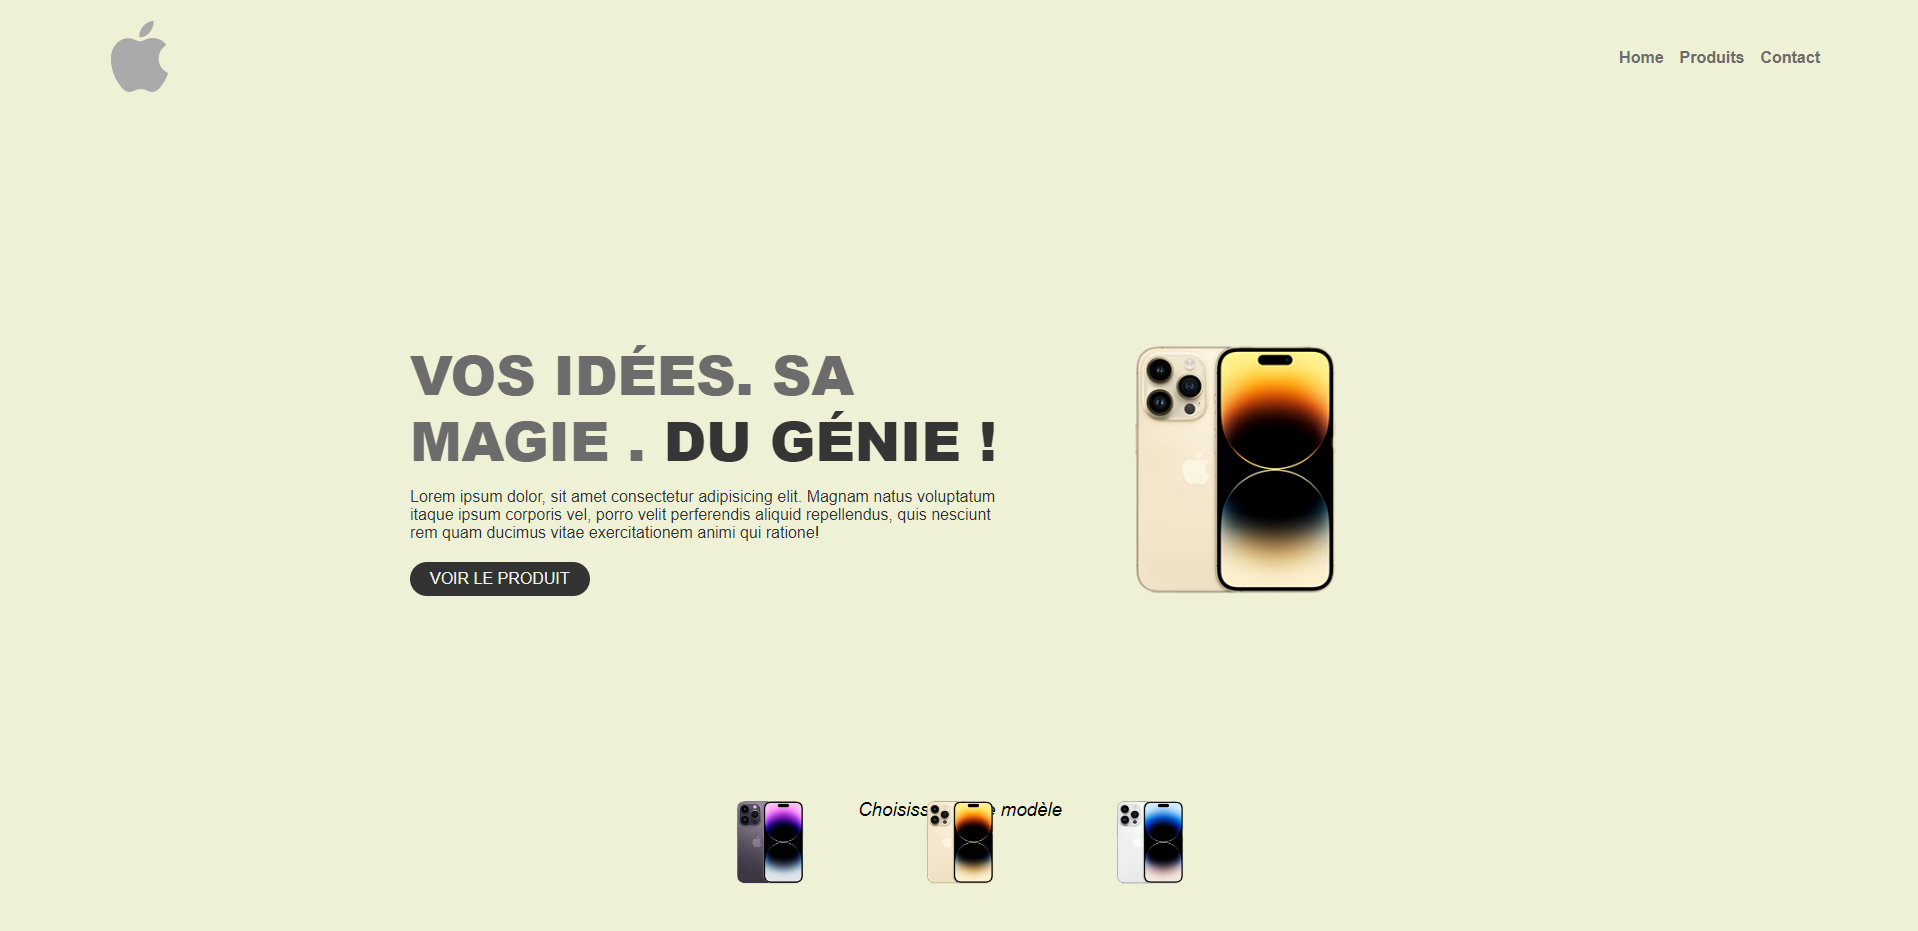 Home Produits Contact
VOS IDÉES. SA
MAGIE . DU GÉNIE !
Lorem ipsum dolor, sit amet consectetur adipisicing elit. Magnam natus voluptatum
itaque ipsum corporis vel, porro velit perferendis aliquid repellendus, quis nesciunt
rem quam ducimus vitae exercitationem animi qui ratione!
VOIR LE PRODUIT
modèle